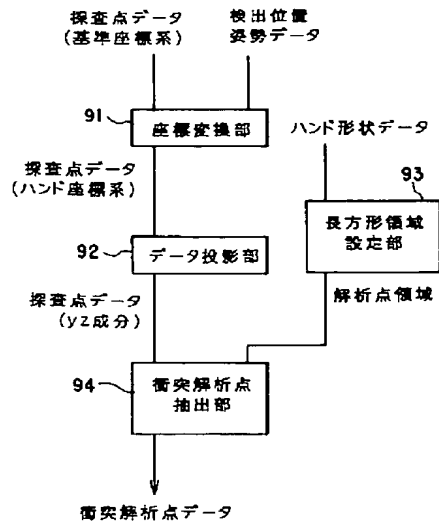 探査点データ
(基準座標系)
検出位置
姿勢データ
91
座標変換部
ハンド形状データ
探査点データ
(ハンド座標系)
93
長方形領域
設定部
92
データ投影部
解析点領域
探査点データ
(yz成分)
94
衝突解析点
抽出部
衝突解析点データ